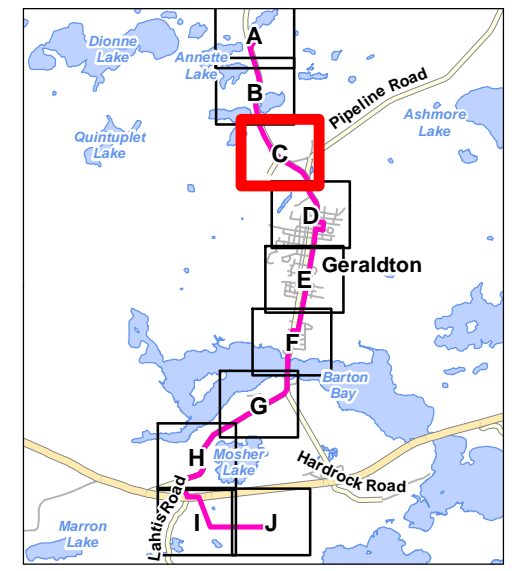 A
Dionne
Lake
Annette
Lake
B
Pipeline Road
Ashmore
Lake
Quintuplet
Lake
C
D
Geraldton
E
F
Barton
Bay
G
H
Mosher
Lake
Hardrock Road
Lahtis Road
I
J
Marron
Lake